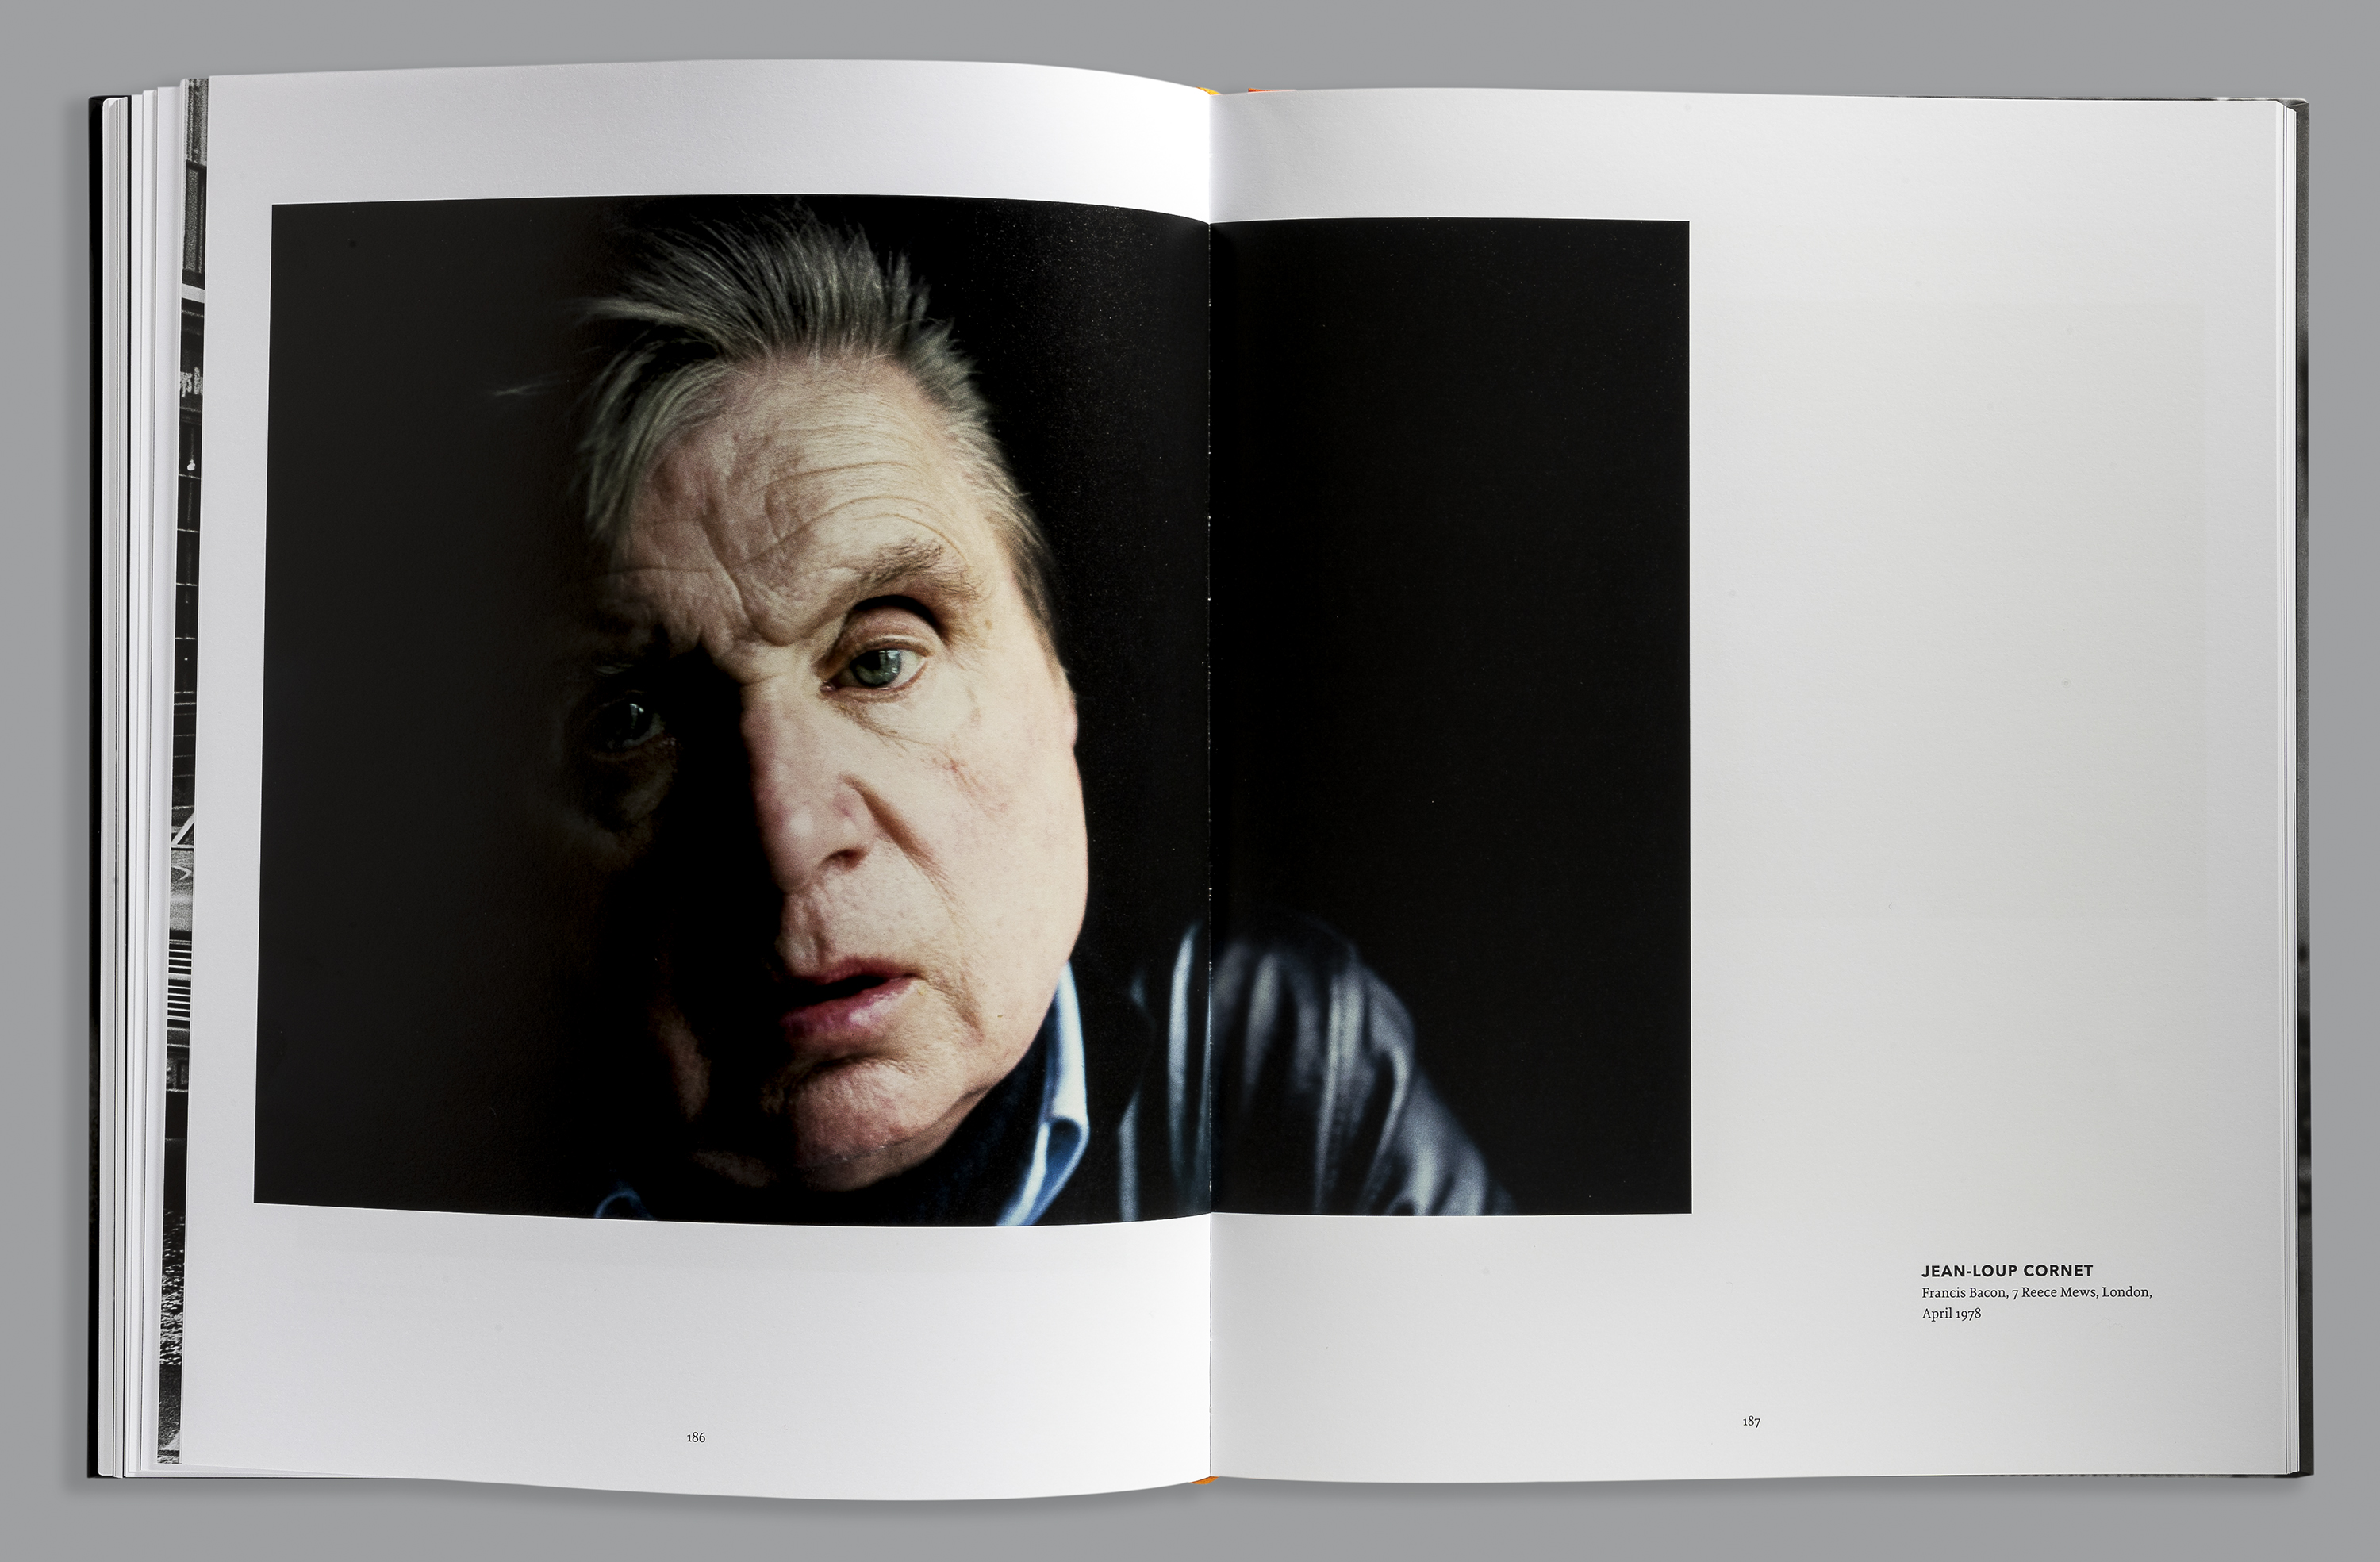 JEAN-LOUP CORNET
Francis Bacon, 7 Reece Mews, London,
April 1978
186
187